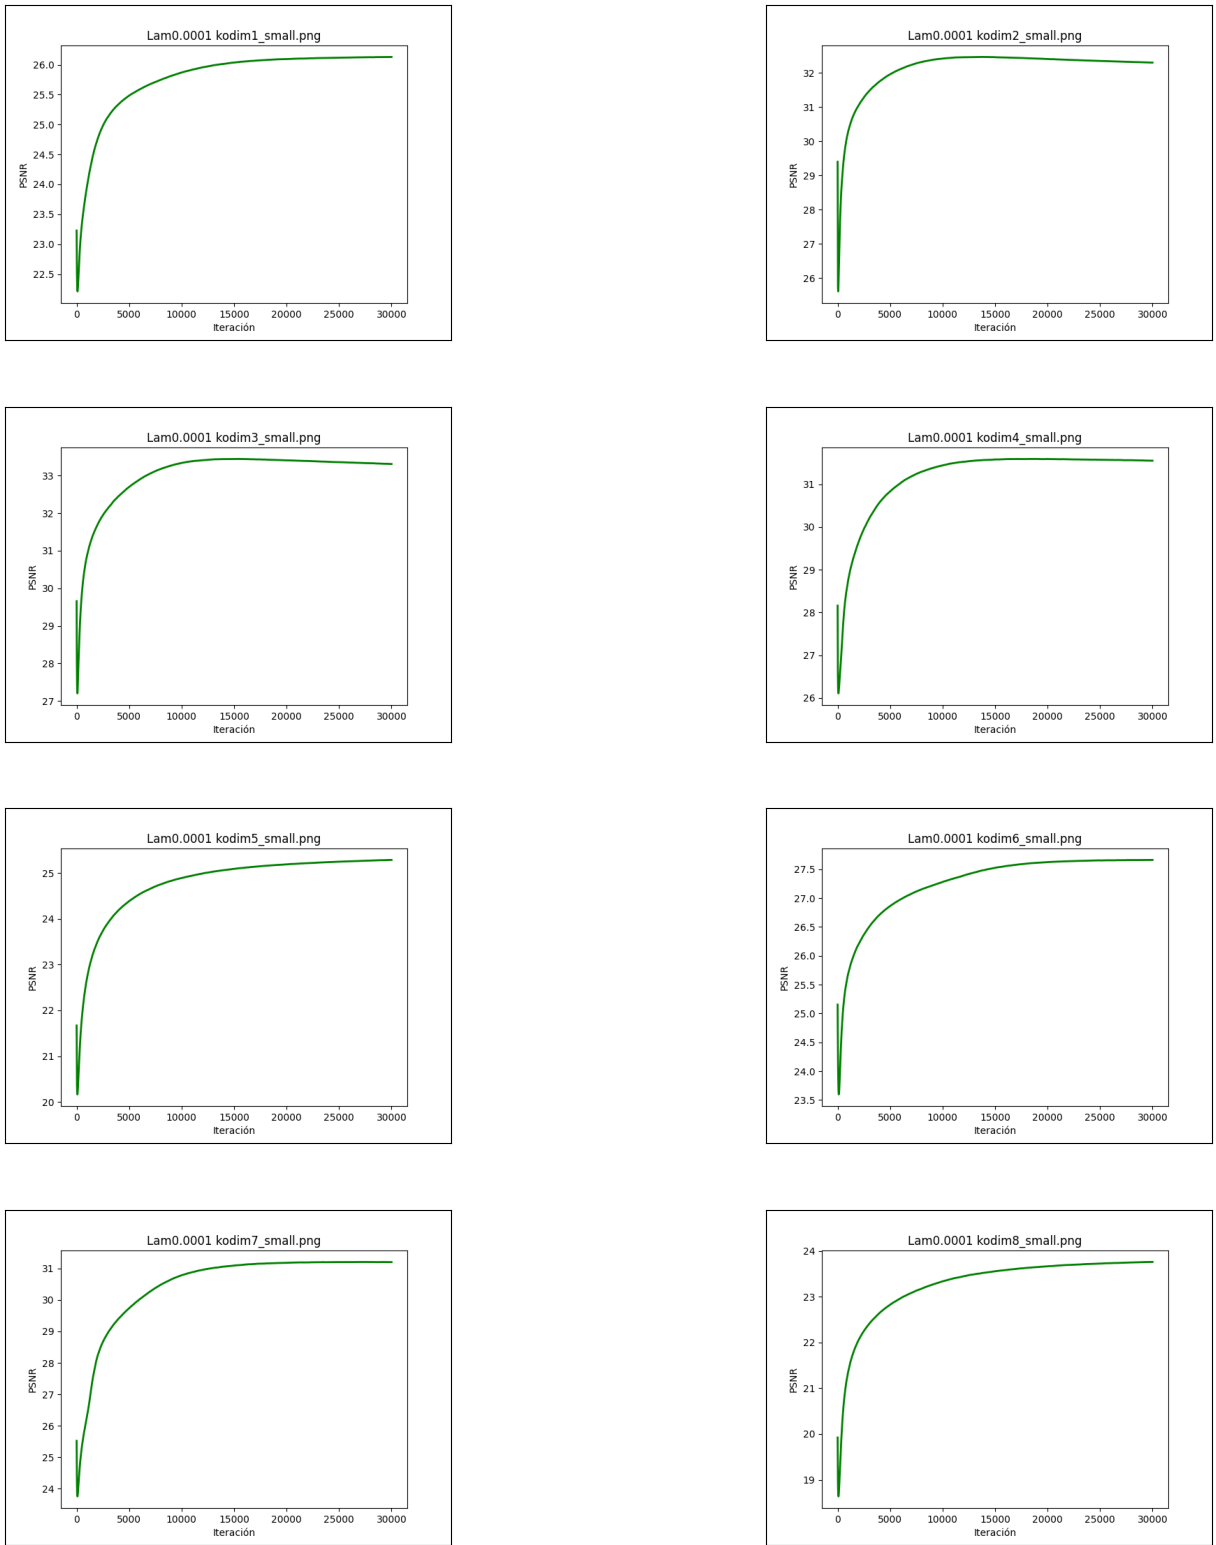 Lam0.0001 kodim1_small.png
PSNR
26.0
25.5
25.0
24.5
24.0
23.5
23.0
22.5
0 5000 10000 15000 20000 25000 30000
Iteración
Lam0.0001 kodim2_small.png
PSNR
32
31
30
29
28
27
26
0 5000 10000 15000 20000 25000 30000
Iteración
Lam0.0001 kodim3_small.png
PSNR
33
32
31
30
29
28
27
0 5000 10000 15000 20000 25000 30000
Iteración
Lam0.0001 kodim4_small.png
PSNR
31
30
29
28
27
26
0 5000 10000 15000 20000 25000 30000
Iteración
Lam0.0001 kodim5_small.png
PSNR
25
24
23
22
21
20
0 5000 10000 15000 20000 25000 30000
Iteración
Lam0.0001 kodim6_small.png
PSNR
27.5
27.0
26.5
26.0
25.5
25.0
24.5
24.0
23.5
0 5000 10000 15000 20000 25000 30000
Iteración
Lam0.0001 kodim7_small.png
PSNR
31
30
29
28
27
26
25
24
0 5000 10000 15000 20000 25000 30000
Iteración
Lam0.0001 kodim8_small.png
PSNR
24
23
22
21
20
19
0 5000 10000 15000 20000 25000 30000
Iteración